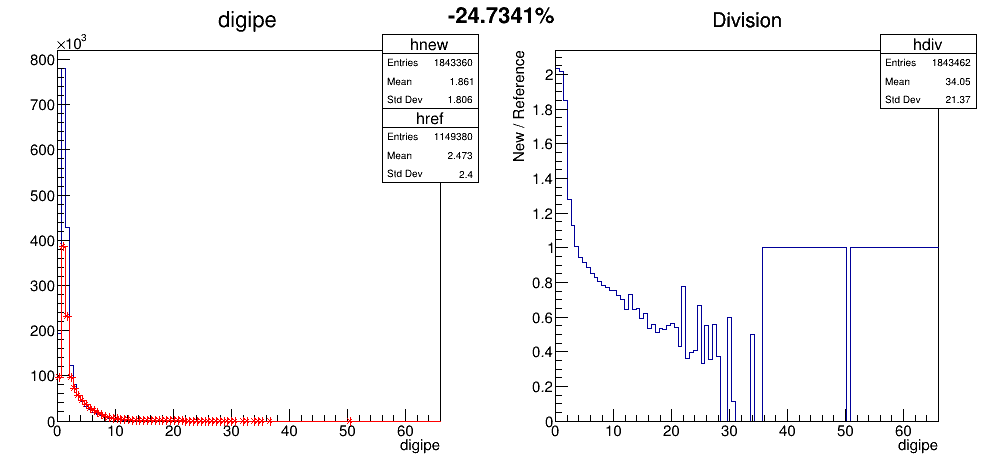 -24.7341%
digipe
×10³
hnew
Entries 1843360
Mean 1.861
Std Dev 1.806
href
Entries 1149380
Mean 2.473
Std Dev 2.4
800
700
600
500
400
300
200
100
0
0 10 20 30 40 50 60
digipe
Division
hdiv
Entries 1843462
Mean 34.05
Std Dev 21.37
New / Reference
2
1.8
1.6
1.4
1.2
1
0.8
0.6
0.4
0.2
0
0 10 20 30 40 50 60
digipe